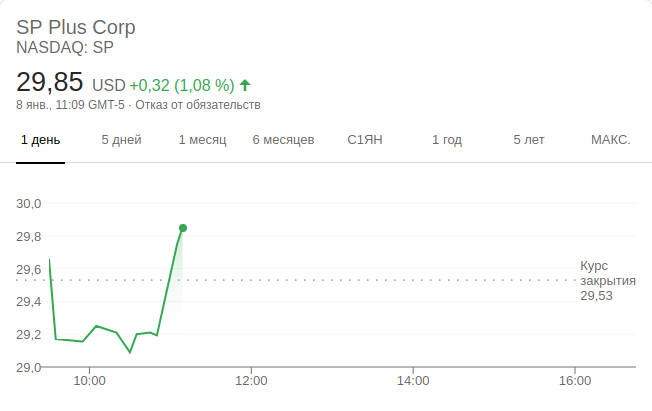 SP Plus Corp
NASDAQ: SP
29,85 USD +0,32 (1,08 %)
8 янв., 11:09 GMT-5 · Отказ от обязательств
1 день 5 дней 1 месяц 6 месяцев С1ЯН 1 год 5 лет МАКС.
30,0
29,8
29,6
29,4
29,2
29,0
Курс
закрытия
29,53
10:00 12:00 14:00 16:00